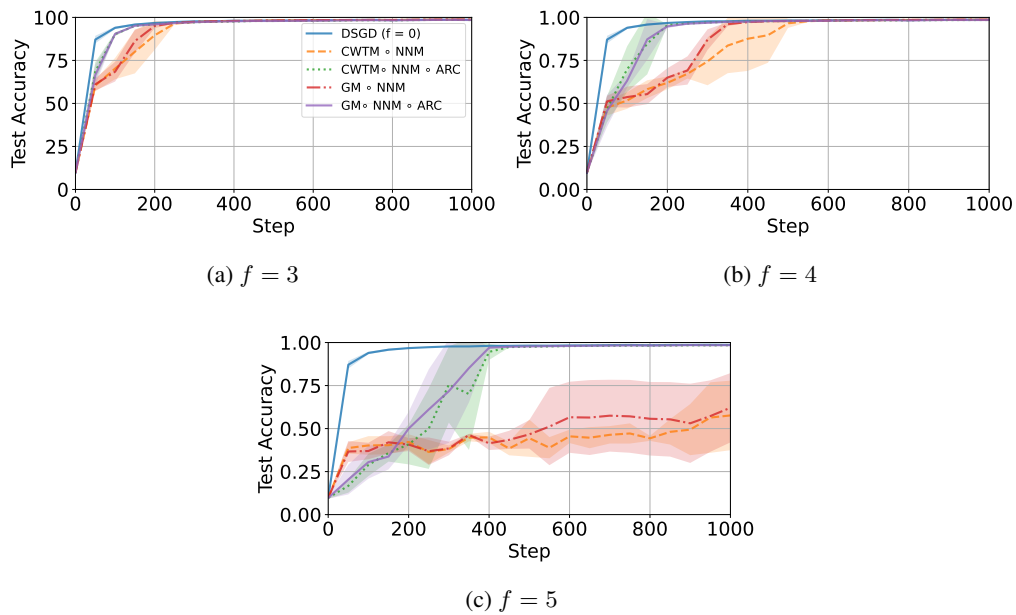 100
75
50
25
0
Test Accuracy
0 200 400 600 800 1000
Step
DSGD (f = 0)
CWTM ∘ NNM
CWTM∘ NNM ∘ ARC
GM ∘ NNM
GM∘ NNM ∘ ARC
(a) f = 3
1.00
0.75
0.50
0.25
0.00
Test Accuracy
0 200 400 600 800 1000
Step
(b) f = 4
1.00
0.75
0.50
0.25
0.00
Test Accuracy
0 200 400 600 800 1000
Step
(c) f = 5